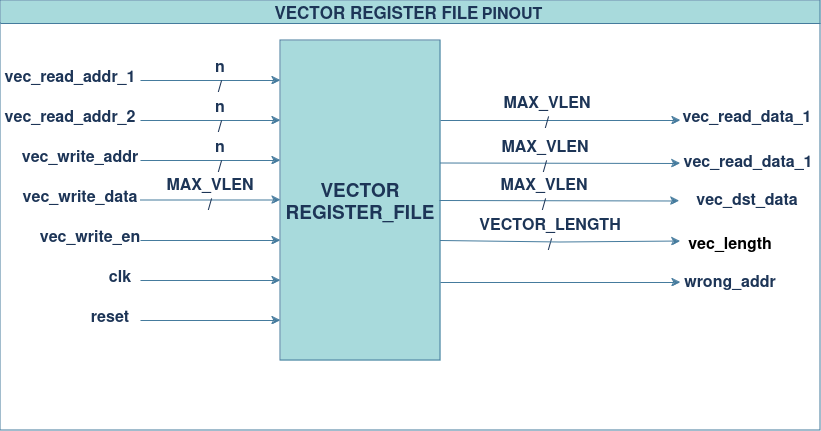 VECTOR REGISTER FILE PINOUT
vec_read_addr_1
n
/
vec_read_addr_2
n
/
vec_write_addr
n
/
vec_write_data
MAX_VLEN
/
vec_write_en
clk
reset
VECTOR
REGISTER_FILE
MAX_VLEN
/
vec_read_data_1
MAX_VLEN
/
vec_read_data_1
MAX_VLEN
/
vec_dst_data
VECTOR_LENGTH
/
vec_length
wrong_addr